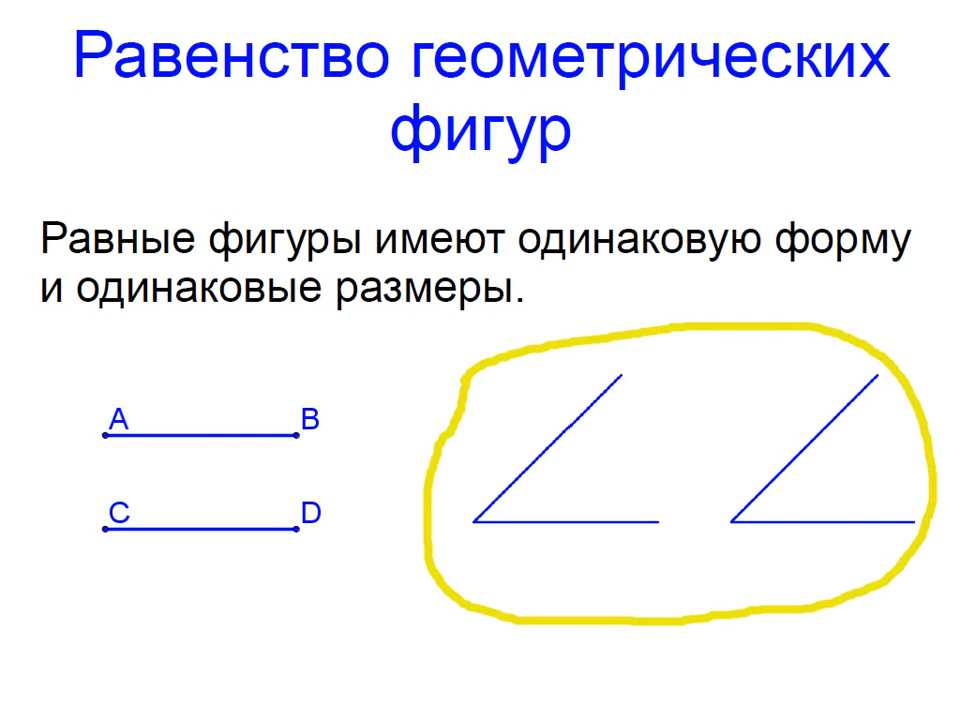 Равенство геометрических
фигур
Равные фигуры имеют одинаковую форму
и одинаковые размеры.
A B
C D